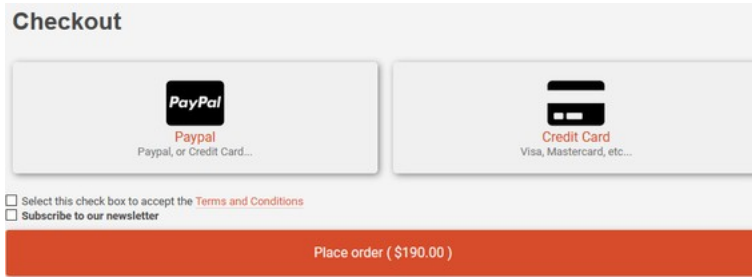 Checkout
PayPal
Paypal
Paypal, or Credit Card...
Credit Card
Visa, Mastercard, etc...
Select this check box to accept the Terms and Conditions
Subscribe to our newsletter
Place order ( $190.00 )